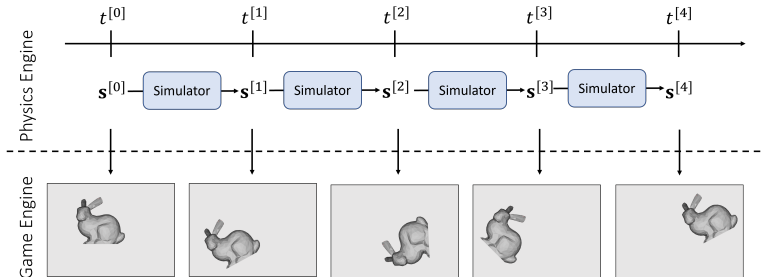 t^[0] t^[1] t^[2] t^[3] t^[4]
Physics Engine
s^[0] Simulator s^[1] Simulator s^[2] Simulator s^[3] Simulator s^[4]
Game Engine